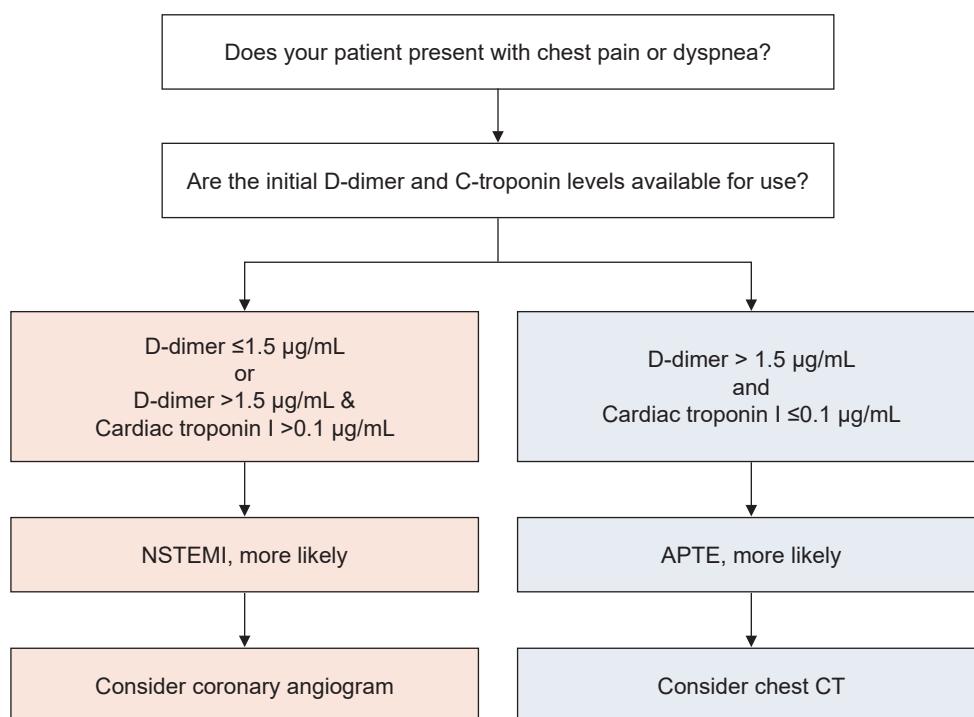 Does your patient present with chest pain or dyspnea?
Are the initial D-dimer and C-troponin levels available for use?
D-dimer ≤1.5 μg/mL
or
D-dimer >1.5 μg/mL &
Cardiac troponin I >0.1 μg/mL
D-dimer > 1.5 μg/mL
and
Cardiac troponin I ≤0.1 μg/mL
NSTEMI, more likely
APTE, more likely
Consider coronary angiogram
Consider chest CT